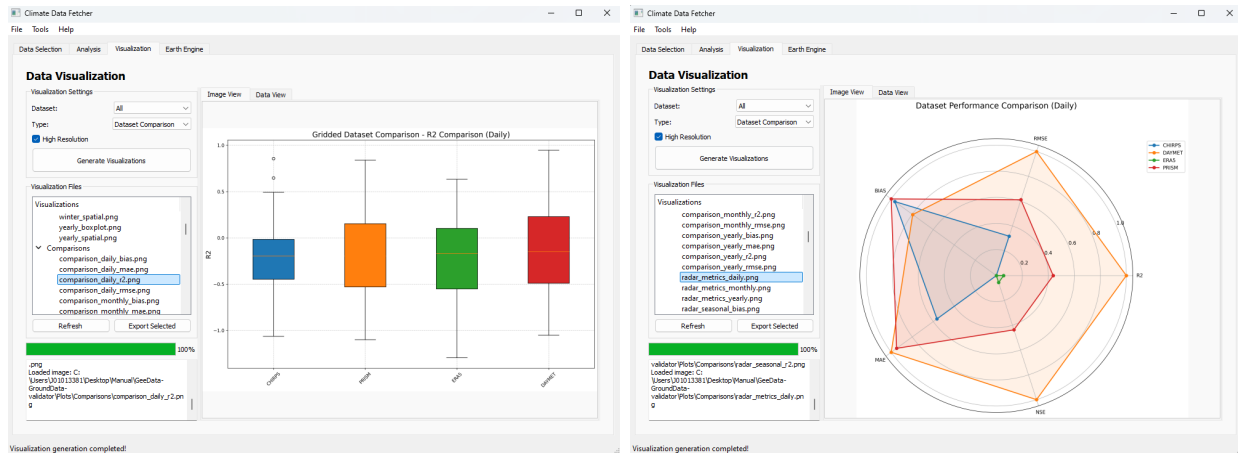 Climate Data Fetcher
File Tools Help
Data Selection Analysis Visualization Earth Engine
Data Visualization
Visualization Settings
Dataset: All
Type: Dataset Comparison
High Resolution
Generate Visualizations
Visualization Files
Visualizations
winter_spatial.png
yearly_boxplot.png
yearly_spatial.png
Comparisons
comparison_daily_bias.png
comparison_daily_mae.png
comparison_daily_r2.png
comparison_daily_rmse.png
comparison_monthly_bias.png
comparison_monthly_mae.png
Refresh Export Selected
100%
.png
Loaded image: C:
\Users\J01013381\Desktop\Manual\GeeData-
GroundData-
validator\Plots\Comparisons\comparison_daily_r2.pn
g
Visualization generation completed!
Image View Data View
Gridded Dataset Comparison - R2 Comparison (Daily)
1.0
0.5
0.0
−0.5
−1.0
R2
CHIRPS
PRISM
ERA5
DAYMET
Climate Data Fetcher
File Tools Help
Data Selection Analysis Visualization Earth Engine
Data Visualization
Visualization Settings
Dataset: All
Type: Dataset Comparison
High Resolution
Generate Visualizations
Visualization Files
Visualizations
comparison_monthly_r2.png
comparison_monthly_rmse.png
comparison_yearly_bias.png
comparison_yearly_mae.png
comparison_yearly_r2.png
comparison_yearly_rmse.png
radar_metrics_daily.png
radar_metrics_monthly.png
radar_metrics_yearly.png
radar_seasonal_bias.png
Refresh Export Selected
100%
validator\Plots\Comparisons\radar_seasonal_r2.png
Loaded image: C:
\Users\J01013381\Desktop\Manual\GeeData-
GroundData-
validator\Plots\Comparisons\radar_metrics_daily.pn
g
Visualization generation completed!
Image View Data View
Dataset Performance Comparison (Daily)
CHIRPS
DAYMET
ERA5
PRISM
RMSE
BIAS
1.0
0.8
0.6
0.4
0.2
R2
MAE
NSE